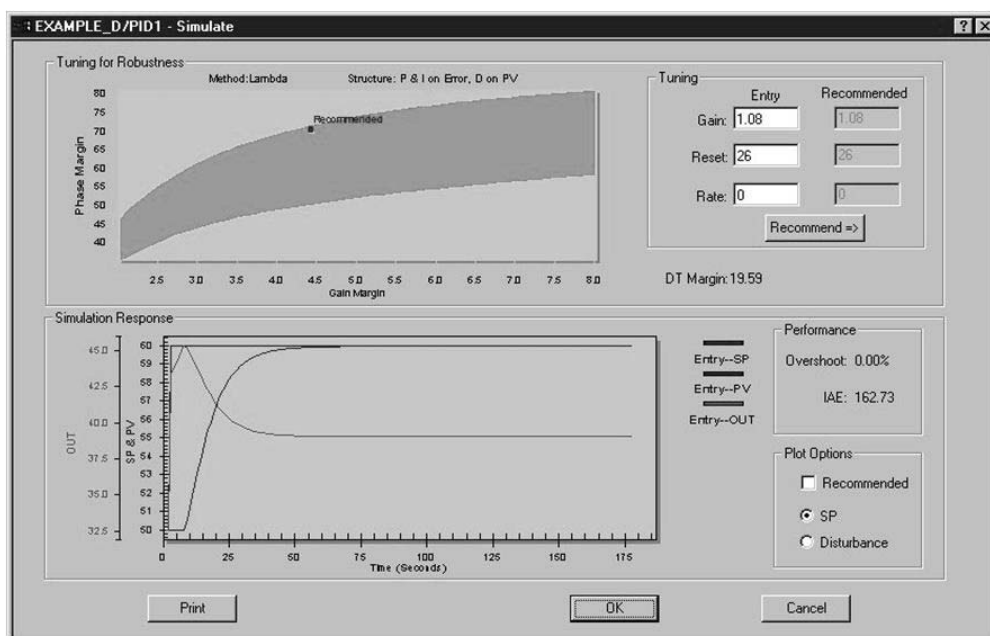 EXAMPLE_D/PID1 - Simulate
Tuning for Robustness
Method:Lambda
Structure: P & I on Error, D on PV
Phase Margin
80
75
70
65
60
55
50
45
40
Recommended
2.5 3.0 3.5 4.0 4.5 5.0 5.5 6.0 6.5 7.0 7.5 8.0
Gain Margin
Tuning
Entry Recommended
Gain: 1.08 1.08
Reset: 26 26
Rate: 0 0
Recommend =>
DT Margin: 19.59
Simulation Response
OUT
45.0
42.5
40.0
37.5
35.0
32.5
SP & PV
60
59
58
57
56
55
54
53
52
51
50
0 25 50 75 100 125 150 175
Time (Seconds)
Entry--SP
Entry--PV
Entry--OUT
Performance
Overshoot: 0.00%
IAE: 162.73
Plot Options
Recommended
SP
Disturbance
Print
OK
Cancel